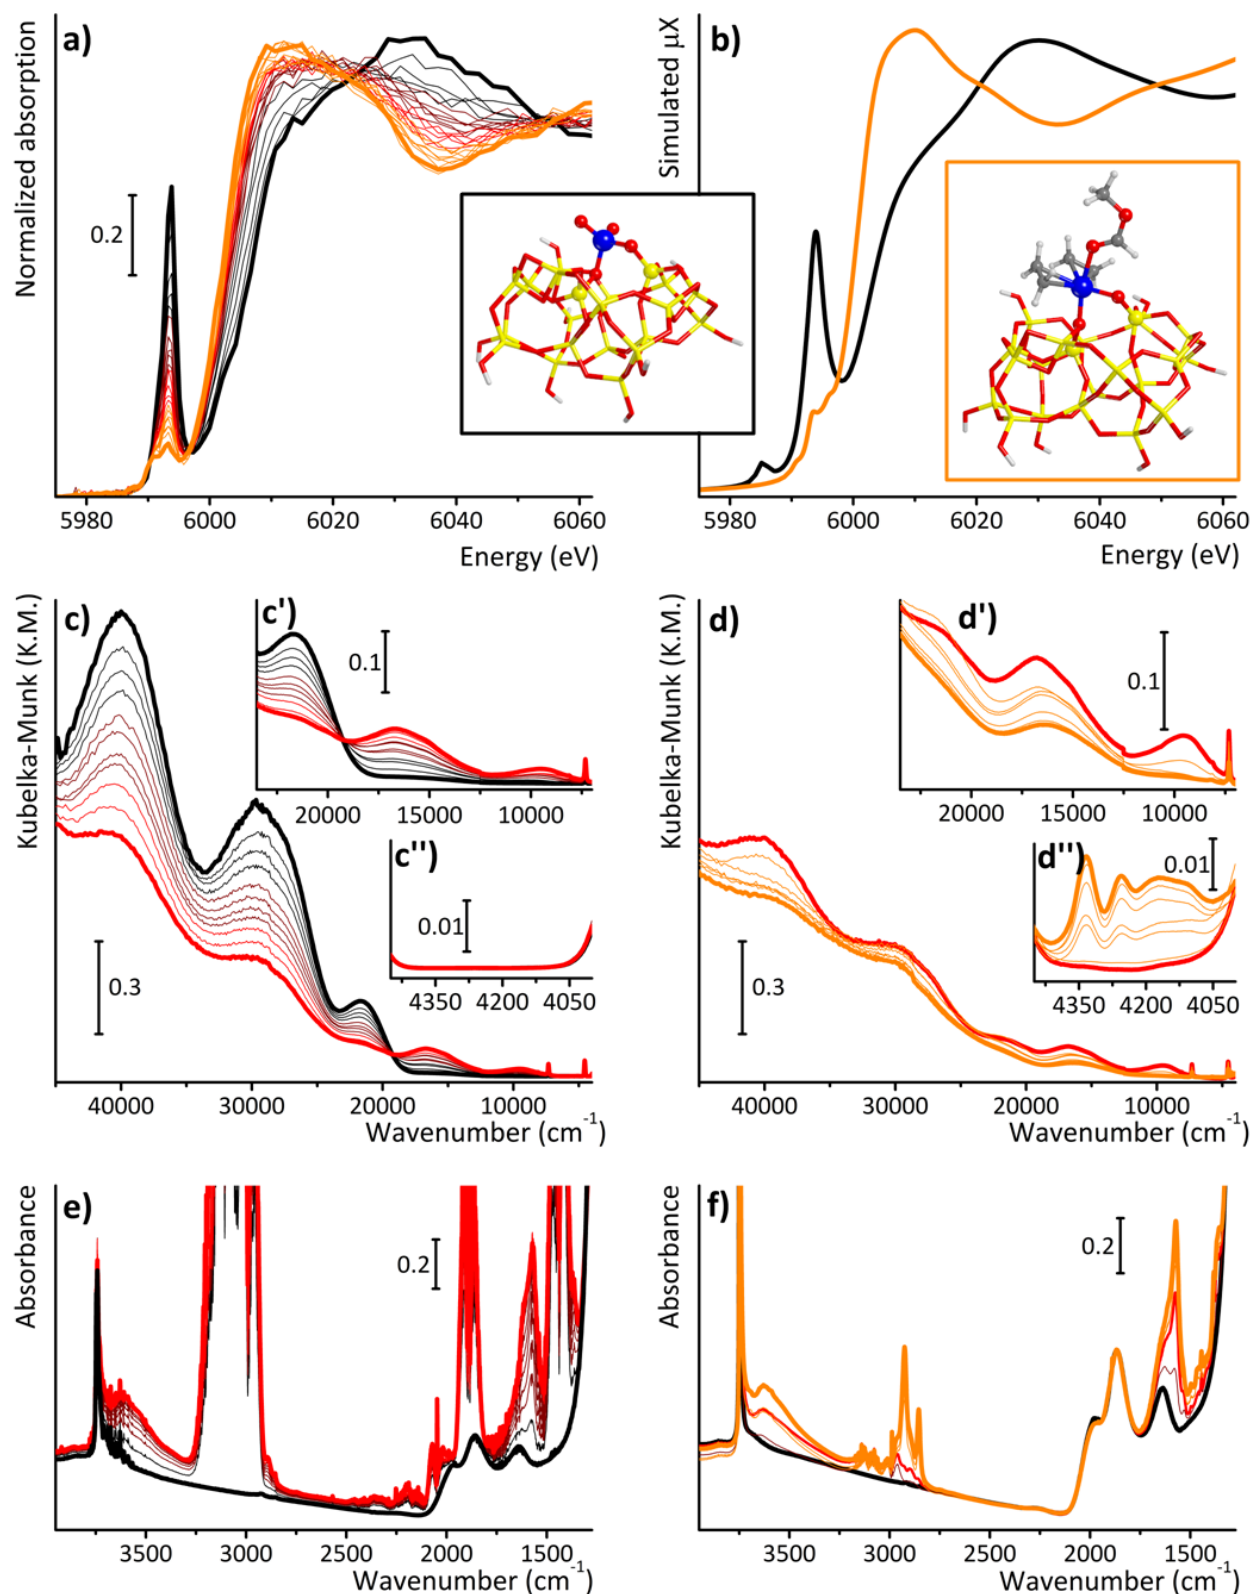 a)
Normalized absorption
0.2
5980 6000 6020 6040 6060
Energy (eV)
b)
Simulated μX
5980 6000 6020 6040 6060
Energy (eV)
c)
Kubelka-Munk (K.M.)
0.3
40000 30000 20000 10000
Wavenumber (cm-1)
c')
0.1
20000 15000 10000
c'')
0.01
4350 4200 4050
d)
Kubelka-Munk (K.M.)
0.3
40000 30000 20000 10000
Wavenumber (cm-1)
d')
0.1
20000 15000 10000
d'')
0.01
4350 4200 4050
e)
Absorbance
0.2
3500 3000 2500 2000 1500
Wavenumber (cm-1)
f)
Absorbance
0.2
3500 3000 2500 2000 1500
Wavenumber (cm-1)